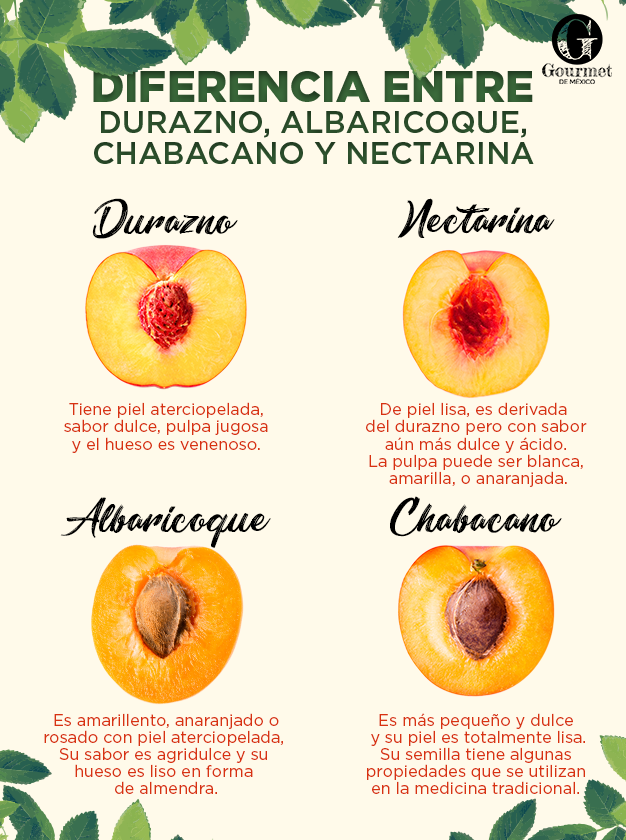 Gourmet
DE MÉXICO
DIFERENCIA ENTRE
DURAZNO, ALBARICOQUE,
CHABACANO Y NECTARINA
Durazno
Tiene piel aterciopelada,
sabor dulce, pulpa jugosa
y el hueso es venenoso.
Nectarina
De piel lisa, es derivada
del durazno pero con sabor
aún más dulce y ácido.
La pulpa puede ser blanca,
amarilla, o anaranjada.
Albaricoque
Es amarillento, anaranjado o
rosado con piel aterciopelada,
Su sabor es agridulce y su
hueso es liso en forma
de almendra.
Chabacano
Es más pequeño y dulce
y su piel es totalmente lisa.
Su semilla tiene algunas
propiedades que se utilizan
en la medicina tradicional.